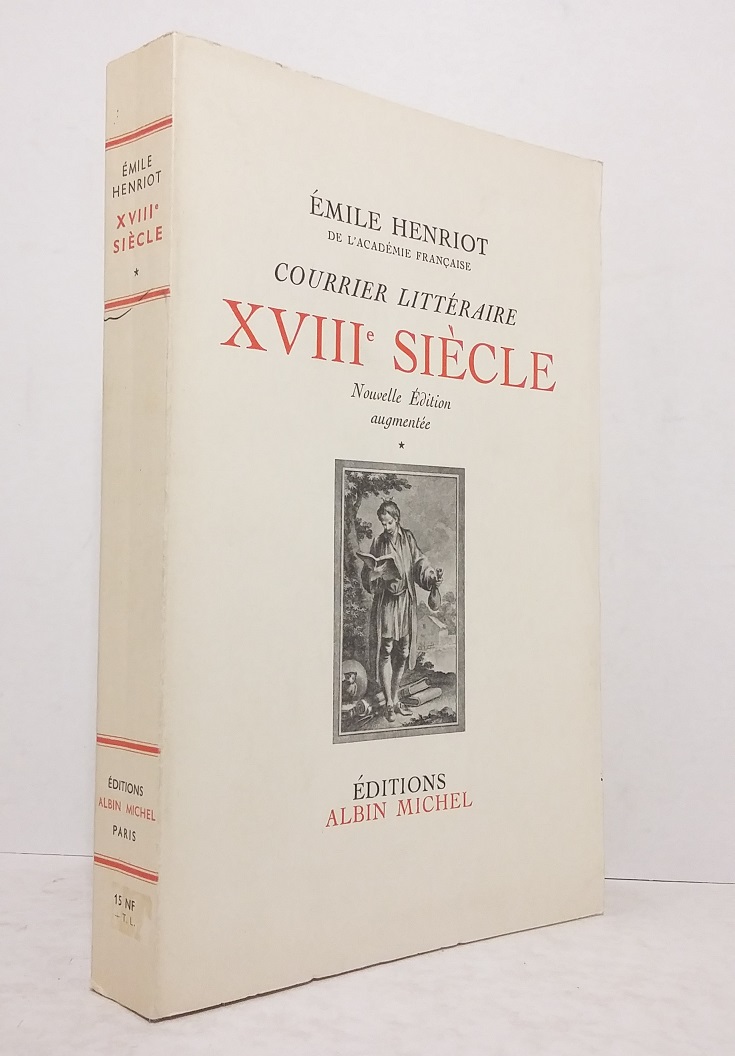 ÉMILE
HENRIOT
XVIIIe
SIÈCLE
*
ÉDITIONS
ALBIN MICHEL
PARIS
15 NF
+ T. L.
ÉMILE HENRIOT
DE L'ACADÉMIE FRANÇAISE
COURRIER LITTÉRAIRE
XVIIIe SIÈCLE
Nouvelle Édition
augmentée
*
ÉDITIONS
ALBIN MICHEL